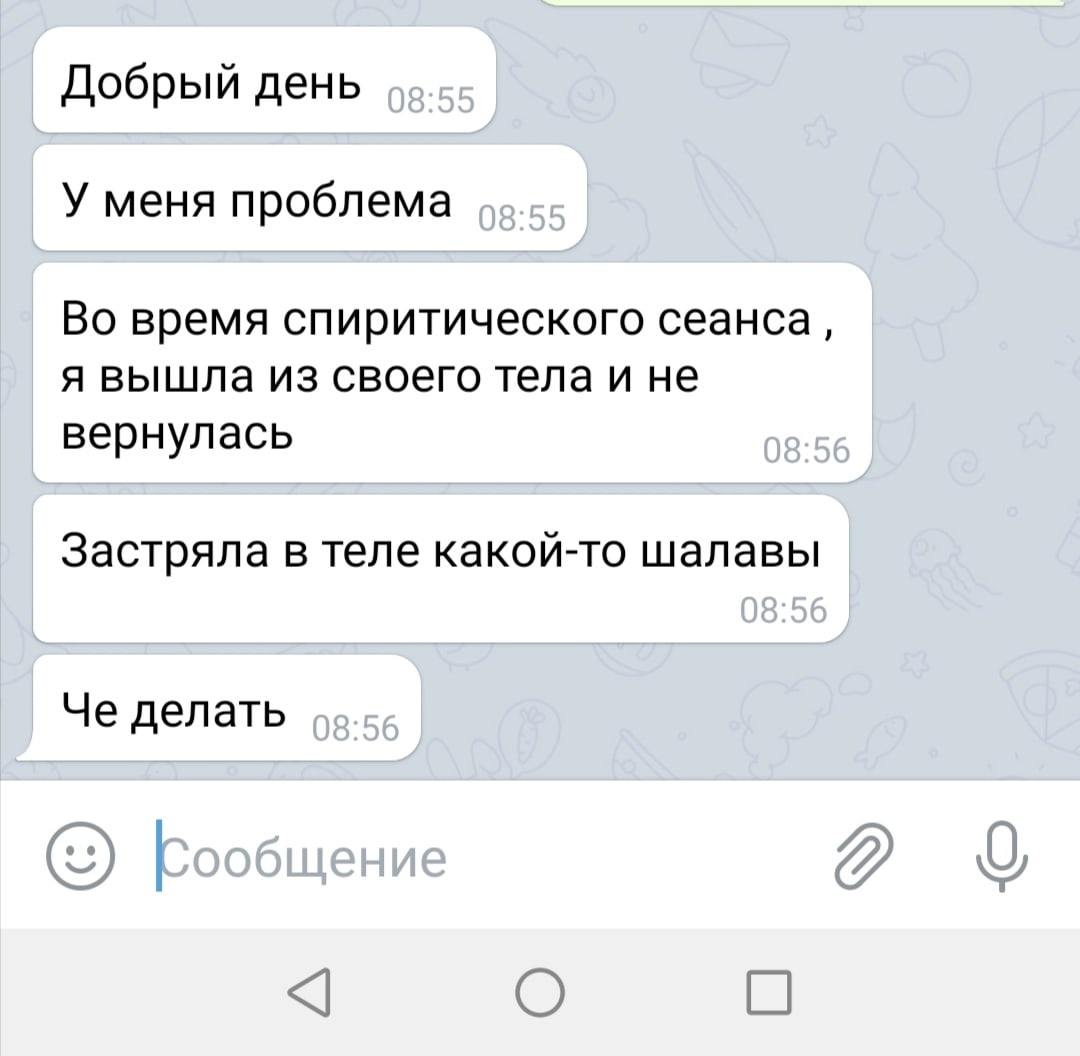 Добрый день 08:55
У меня проблема 08:55
Во время спиритического сеанса ,
я вышла из своего тела и не
вернулась 08:56
Застряла в теле какой-то шалавы
08:56
Че делать 08:56
Сообщение